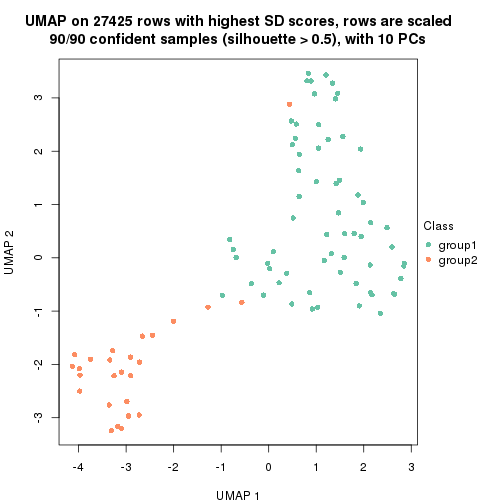 UMAP on 27425 rows with highest SD scores, rows are scaled
90/90 confident samples (silhouette > 0.5), with 10 PCs
3
2
1
0
-1
-2
-3
UMAP 2
-4 -3 -2 -1 0 1 2 3
UMAP 1
Class
group1
group2